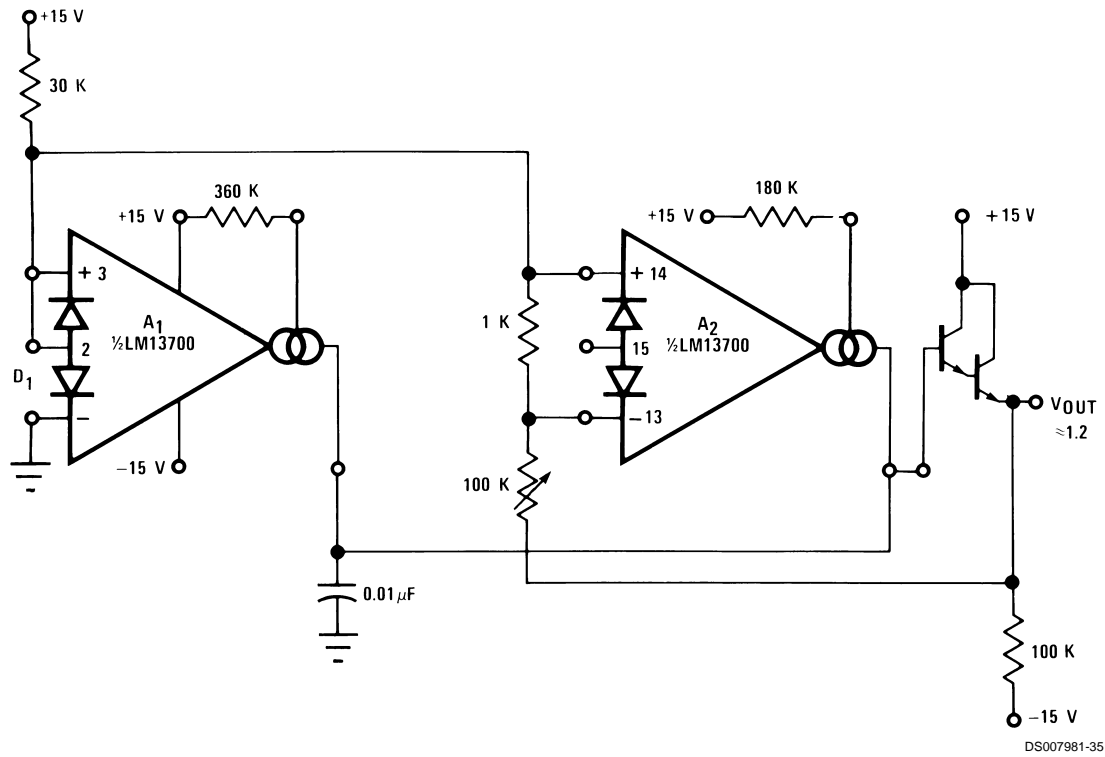 +15 V
30 K
+15 V
360 K
+ 3
A1
½LM13700
2
D1
−
−15 V
0.01 µF
+15 V
180 K
1 K
+ 14
A2
½LM13700
15
− 13
100 K
+15 V
VOUT
≈1.2
100 K
−15 V
DS007981-35